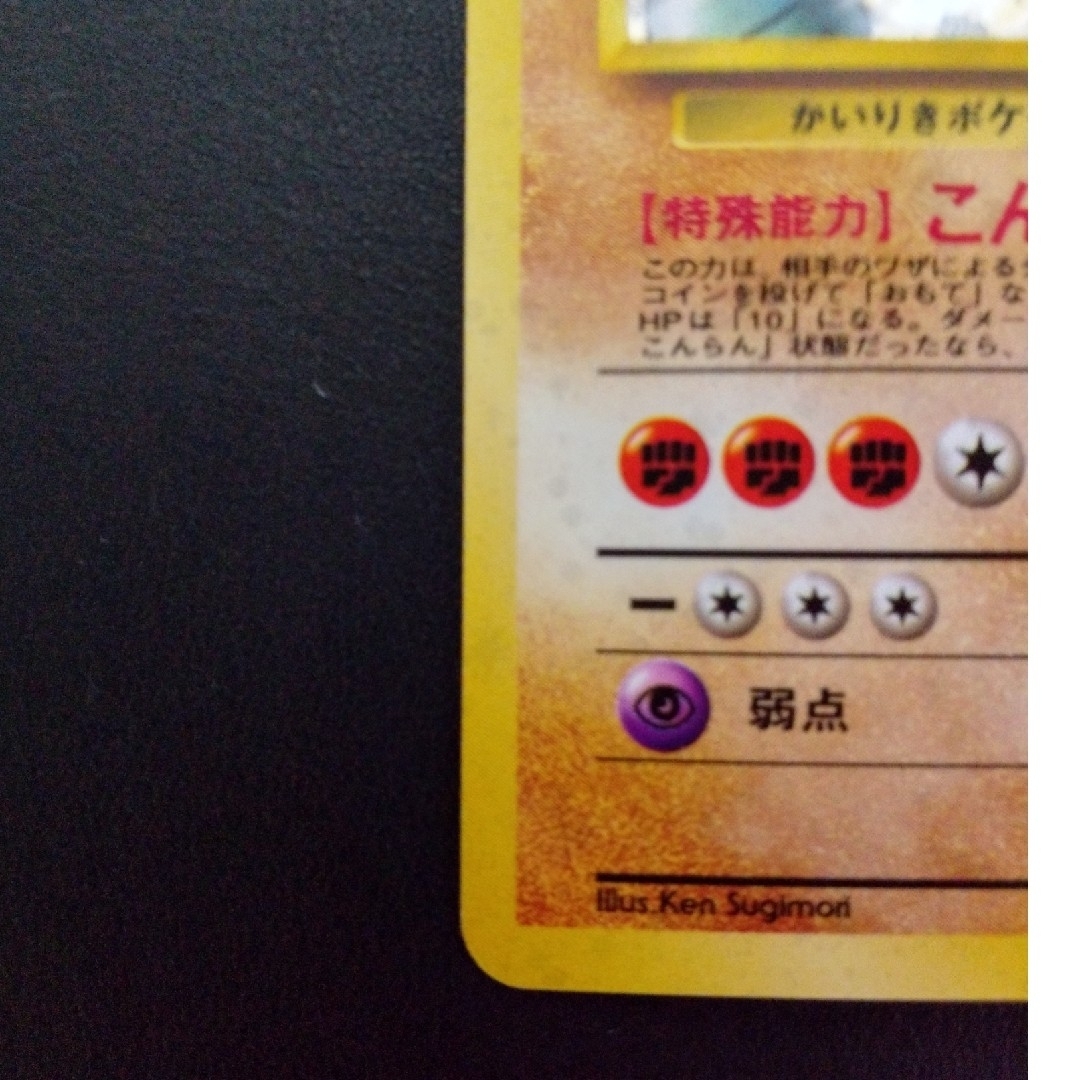 かいりきポケ
【特殊能力】こん
この力は、相手のワザによる
コインを投げて「おもて」な
HPは「10」になる。ダメー
こんらん」状態だったなら、
弱点
Illus.Ken Sugimori